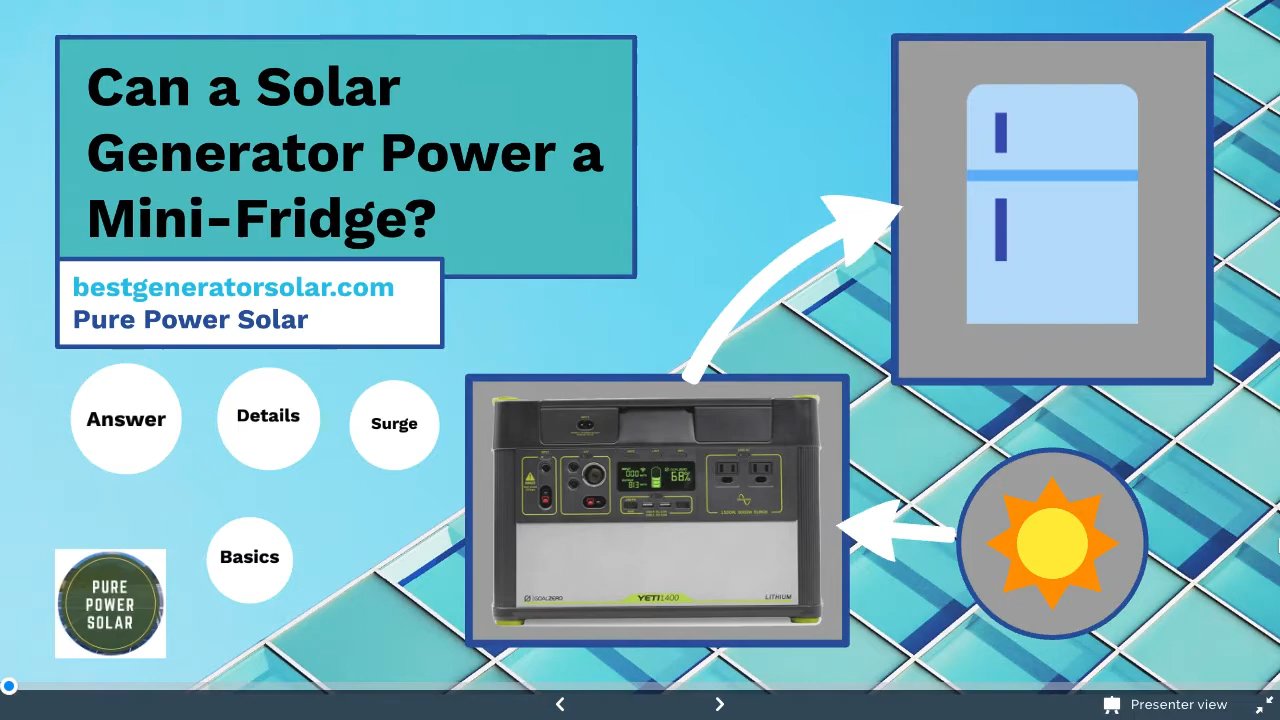 Can a Solar
Generator Power a
Mini-Fridge?
bestgeneratorsolar.com
Pure Power Solar
Answer
Details
Surge
Basics
PURE
POWER
SOLAR
68%
GOALZERO
YETI 1400
LITHIUM
Presenter view